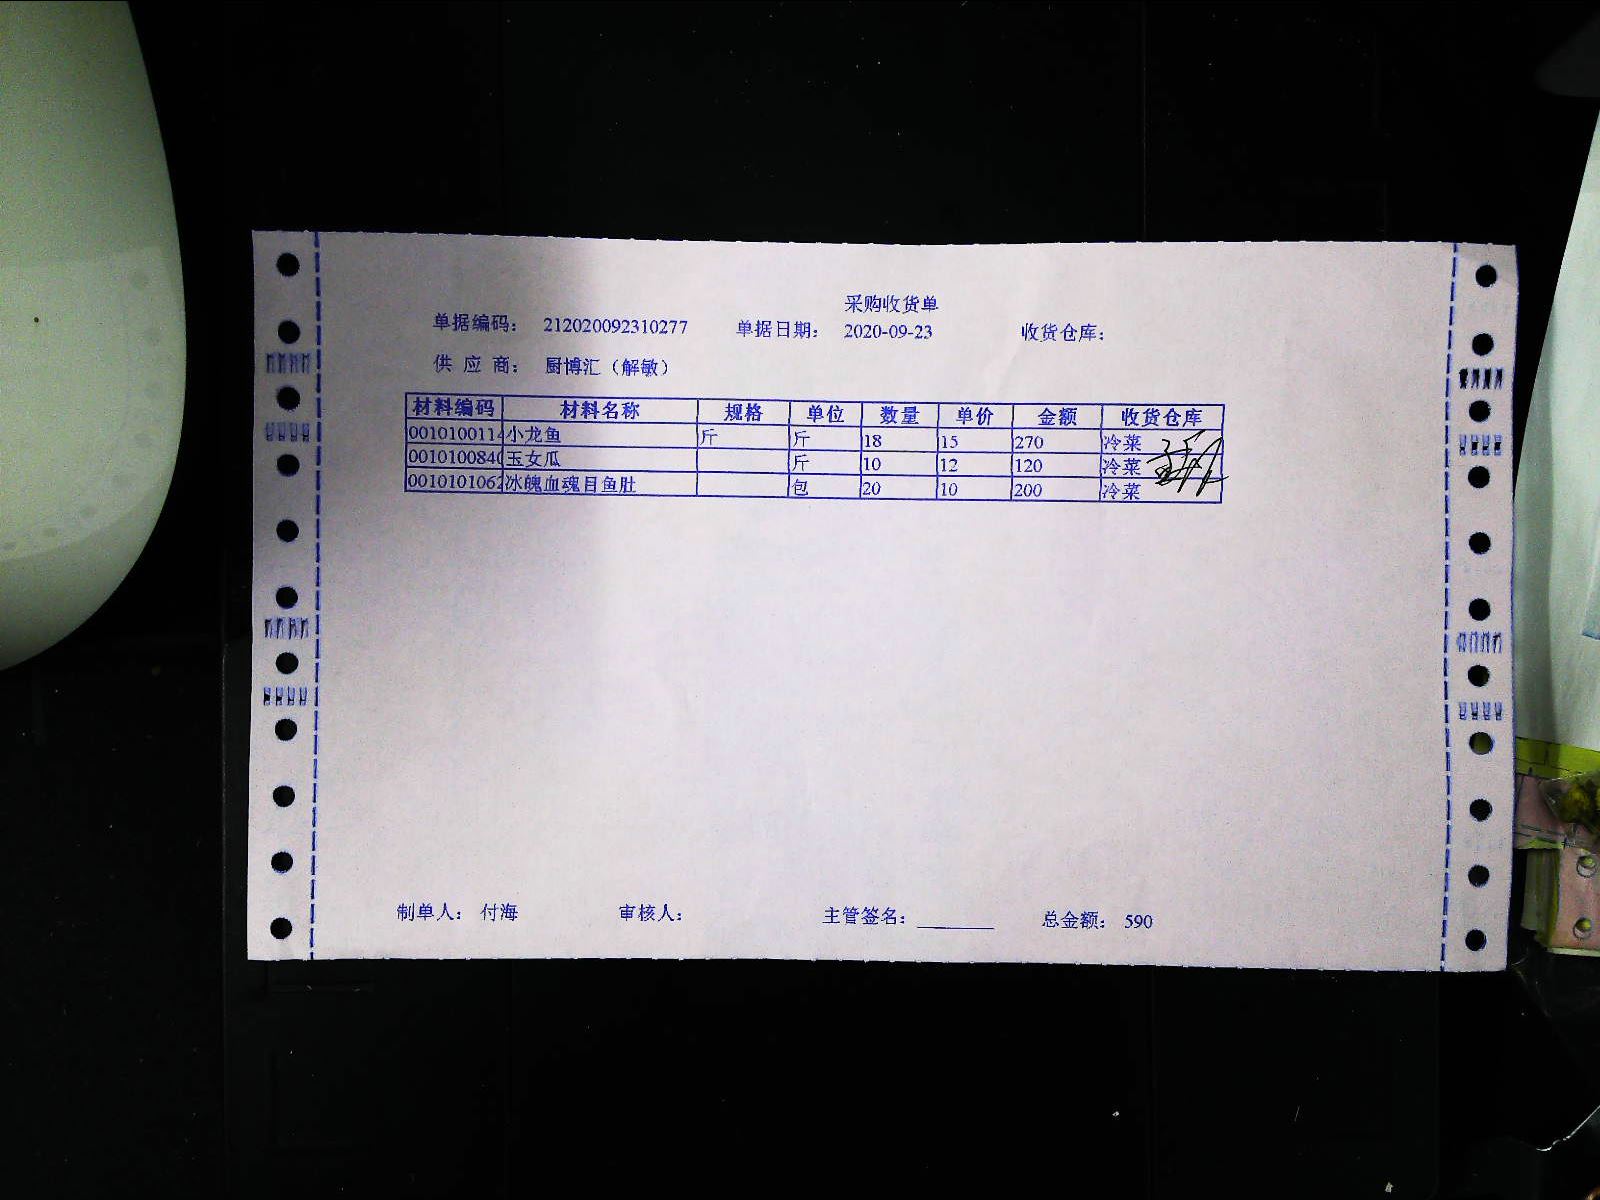 采购收货单
单据编码： 212020092310277 单据日期： 2020-09-23 收货仓库：
供 应 商： 厨博汇（解敏）
材料编码 材料名称 规格 单位 数量 单价 金额 收货仓库
0010100114 小龙鱼 斤 斤 18 15 270 冷菜
0010100840 玉女瓜 斤 10 12 120 冷菜
0010101062 冰魄血魂目鱼肚 包 20 10 200 冷菜
制单人： 付海 审核人： 主管签名： 总金额： 590